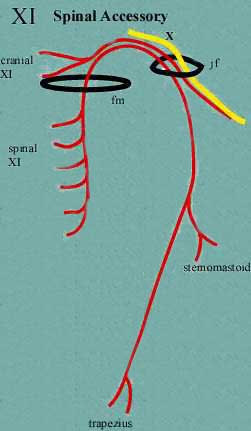 XI Spinal Accessory
X
cranial
XI
jf
fm
spinal
XI
sternomastoid
trapezius